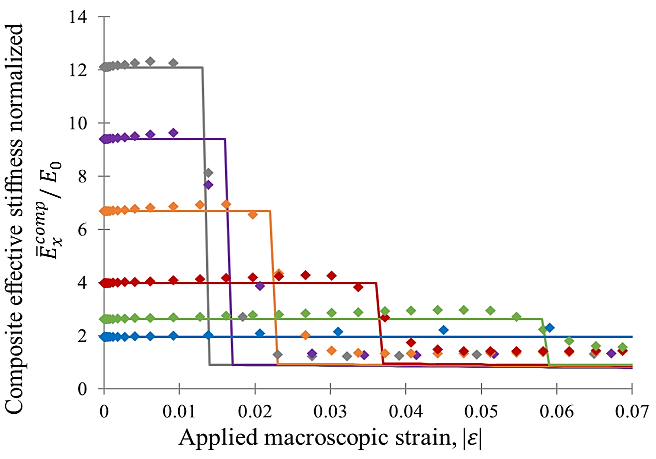 Composite effective stiffness normalized
Ē_x^{comp} / E_0
14
12
10
8
6
4
2
0
0 0.01 0.02 0.03 0.04 0.05 0.06 0.07
Applied macroscopic strain, |ε|